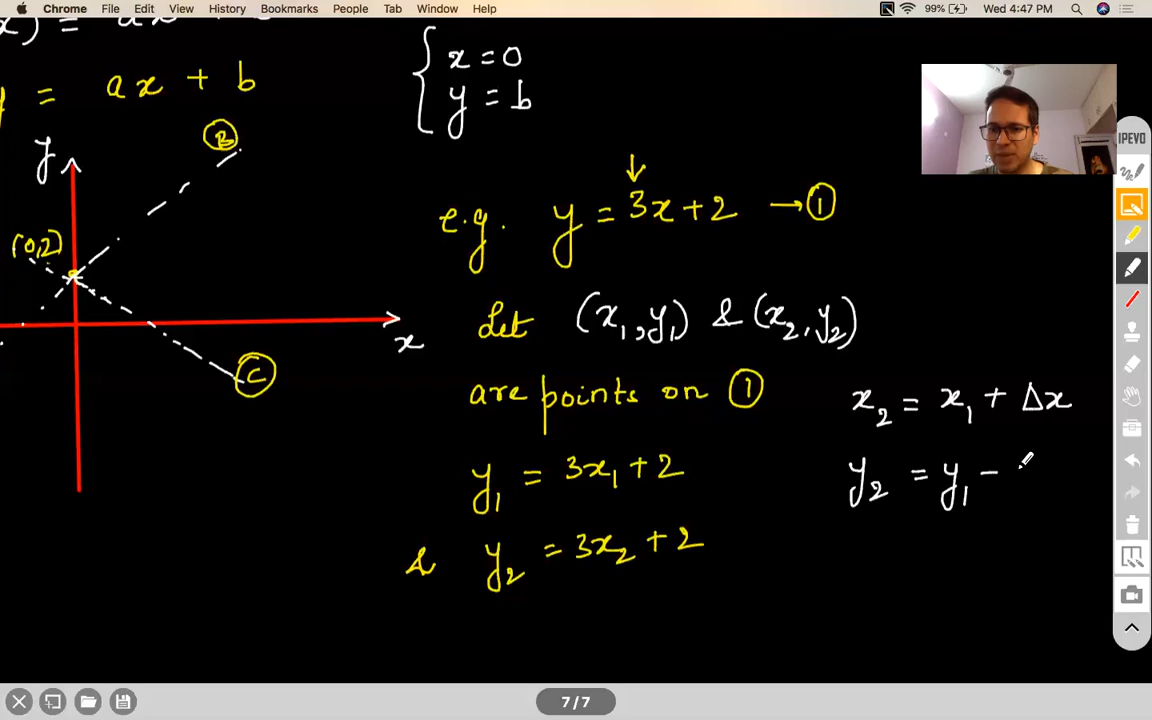 Chrome File Edit View History Bookmarks People Tab Window Help 99% Wed 4:47 PM
x) = ax
y = ax + b
{ x = 0
y = b
y
B
(0,2)
x
C
e.g. y = 3x + 2 → ①
Let (x₁, y₁) & (x₂, y₂)
are points on ①
y₁ = 3x₁ + 2
& y₂ = 3x₂ + 2
x₂ = x₁ + Δx
y₂ = y₁ −
IPEVO
7 / 7